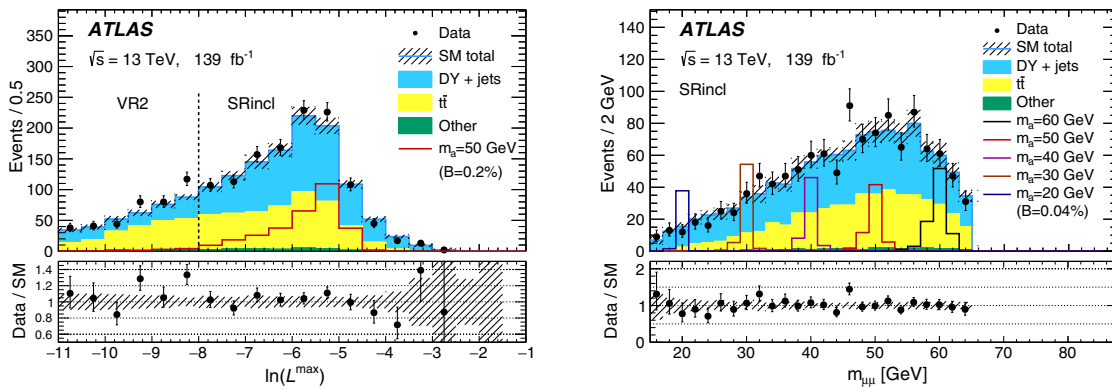 ATLAS
√s = 13 TeV, 139 fb⁻¹
VR2
SRincl
Data
SM total
DY + jets
tt̄
Other
mₐ=50 GeV
(B=0.2%)
Events / 0.5
350
300
250
200
150
100
50
0
Data / SM
1.4
1.2
1.0
0.8
0.6
−11 −10 −9 −8 −7 −6 −5 −4 −3 −2 −1
ln(Lᵐᵃˣ)
ATLAS
√s = 13 TeV, 139 fb⁻¹
SRincl
Data
SM total
DY + jets
tt̄
Other
mₐ=60 GeV
mₐ=50 GeV
mₐ=40 GeV
mₐ=30 GeV
mₐ=20 GeV
(B=0.04%)
Events / 2 GeV
140
120
100
80
60
40
20
0
Data / SM
2
1
0
20 30 40 50 60 70 80
m_μμ [GeV]